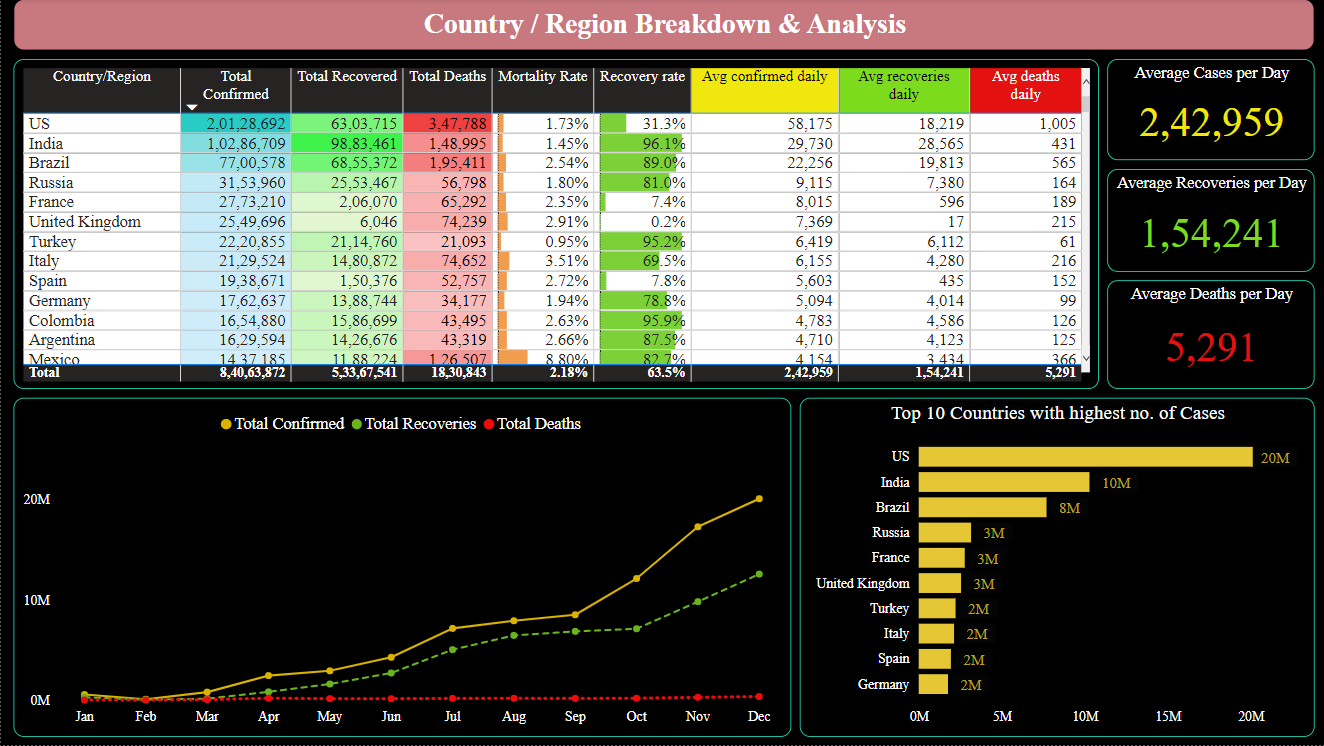 Country / Region Breakdown & Analysis
Country/Region Total Confirmed Total Recovered Total Deaths Mortality Rate Recovery rate Avg confirmed daily Avg recoveries daily Avg deaths daily
US 2,01,28,692 63,03,715 3,47,788 1.73% 31.3% 58,175 18,219 1,005
India 1,02,86,709 98,83,461 1,48,995 1.45% 96.1% 29,730 28,565 431
Brazil 77,00,578 68,55,372 1,95,411 2.54% 89.0% 22,256 19,813 565
Russia 31,53,960 25,53,467 56,798 1.80% 81.0% 9,115 7,380 164
France 27,73,210 2,06,070 65,292 2.35% 7.4% 8,015 596 189
United Kingdom 25,49,696 6,046 74,239 2.91% 0.2% 7,369 17 215
Turkey 22,20,855 21,14,760 21,093 0.95% 95.2% 6,419 6,112 61
Italy 21,29,524 14,80,872 74,652 3.51% 69.5% 6,155 4,280 216
Spain 19,38,671 1,50,376 52,757 2.72% 7.8% 5,603 435 152
Germany 17,62,637 13,88,744 34,177 1.94% 78.8% 5,094 4,014 99
Colombia 16,54,880 15,86,699 43,495 2.63% 95.9% 4,783 4,586 126
Argentina 16,29,594 14,26,676 43,319 2.66% 87.5% 4,710 4,123 125
Mexico 14,37,185 11,88,224 1,26,507 8.80% 82.7% 4,154 3,434 366
Total 8,40,63,872 5,33,67,541 18,30,843 2.18% 63.5% 2,42,959 1,54,241 5,291
Average Cases per Day
2,42,959
Average Recoveries per Day
1,54,241
Average Deaths per Day
5,291
Total Confirmed Total Recoveries Total Deaths
20M
10M
0M
Jan Feb Mar Apr May Jun Jul Aug Sep Oct Nov Dec
Top 10 Countries with highest no. of Cases
US 20M
India 10M
Brazil 8M
Russia 3M
France 3M
United Kingdom 3M
Turkey 2M
Italy 2M
Spain 2M
Germany 2M
0M 5M 10M 15M 20M